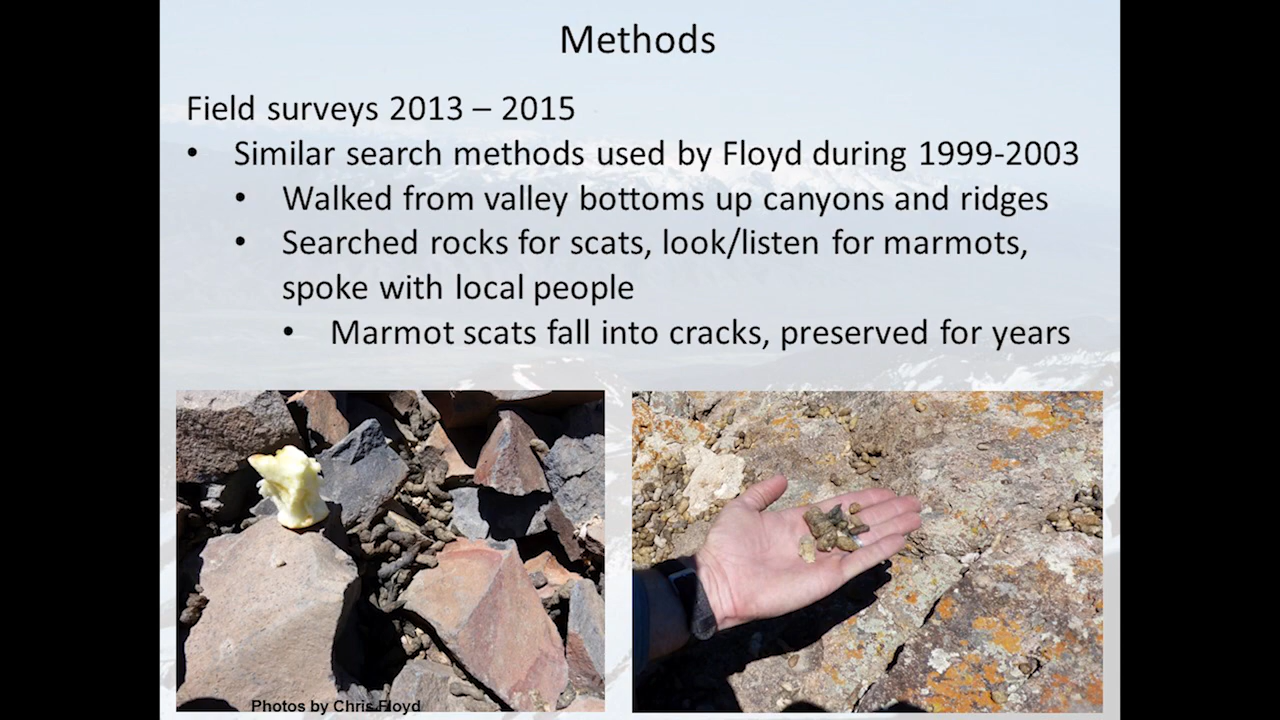 Methods
Field surveys 2013 – 2015
• Similar search methods used by Floyd during 1999-2003
• Walked from valley bottoms up canyons and ridges
• Searched rocks for scats, look/listen for marmots,
spoke with local people
• Marmot scats fall into cracks, preserved for years
Photos by Chris Floyd